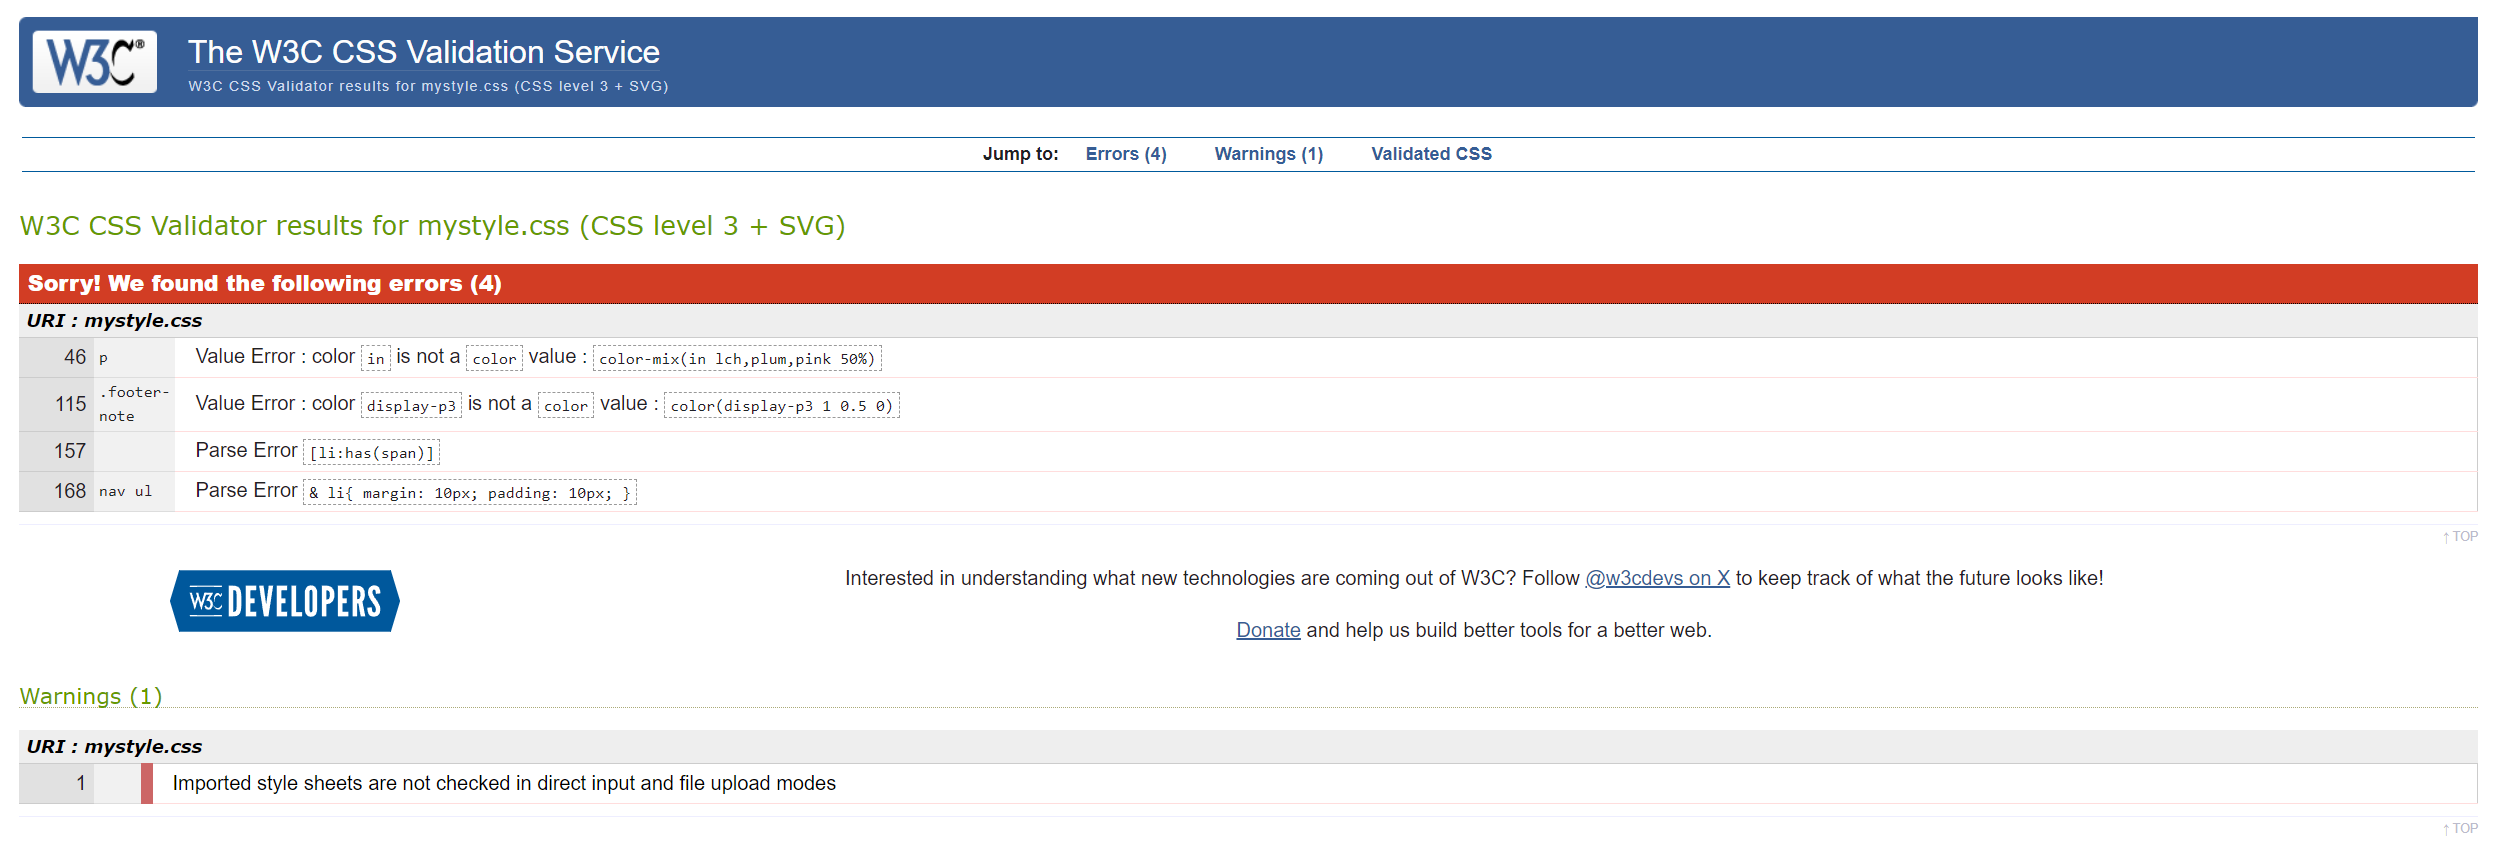 W3C®
The W3C CSS Validation Service
W3C CSS Validator results for mystyle.css (CSS level 3 + SVG)
Jump to: Errors (4) Warnings (1) Validated CSS
W3C CSS Validator results for mystyle.css (CSS level 3 + SVG)
Sorry! We found the following errors (4)
URI : mystyle.css
46 p Value Error : color in is not a color value : color-mix(in lch,plum,pink 50%)
115 .footer-note Value Error : color display-p3 is not a color value : color(display-p3 1 0.5 0)
157 Parse Error [li:has(span)]
168 nav ul Parse Error & li{ margin: 10px; padding: 10px; }
↑ TOP
W3C DEVELOPERS
Interested in understanding what new technologies are coming out of W3C? Follow @w3cdevs on X to keep track of what the future looks like!
Donate and help us build better tools for a better web.
Warnings (1)
URI : mystyle.css
1 Imported style sheets are not checked in direct input and file upload modes
↑ TOP